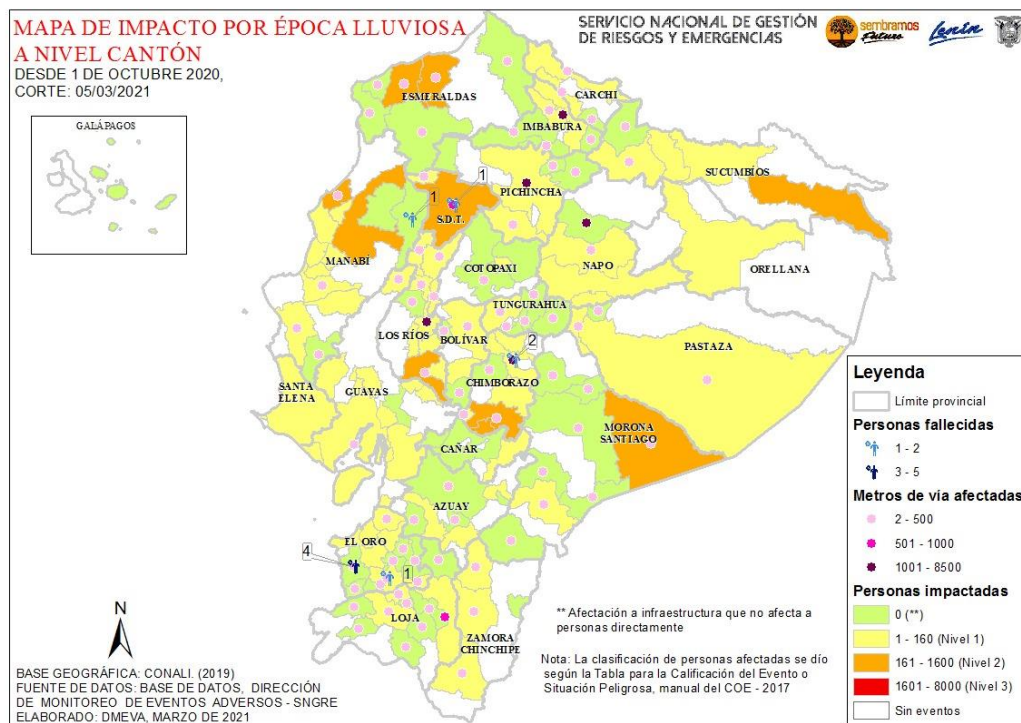 MAPA DE IMPACTO POR ÉPOCA LLUVIOSA
A NIVEL CANTÓN
DESDE 1 DE OCTUBRE 2020,
CORTE: 05/03/2021
SERVICIO NACIONAL DE GESTIÓN
DE RIESGOS Y EMERGENCIAS
sembramos
Futuro
Lenín
GALÁPAGOS
ESMERALDAS
CARCHI
IMBABURA
SUCUMBÍOS
PICHINCHA
1
1
S.D.T.
MANABÍ
COTOPAXI
NAPO
ORELLANA
TUNGURAHUA
LOS RÍOS
BOLÍVAR
2
PASTAZA
CHIMBORAZO
SANTA
ELENA
GUAYAS
MORONA
SANTIAGO
CAÑAR
AZUAY
EL ORO
4
1
LOJA
ZAMORA
CHINCHIPE
N
Leyenda
Límite provincial
Personas fallecidas
1 - 2
3 - 5
Metros de via afectadas
2 - 500
501 - 1000
1001 - 8500
Personas impactadas
0 (**)
1 - 160 (Nivel 1)
161 - 1600 (Nivel 2)
1601 - 8000 (Nivel 3)
Sin eventos
** Afectación a infraestructura que no afecta a
personas directamente
Nota: La clasificación de personas afectadas se dío
según la Tabla para la Calificación del Evento o
Situación Peligrosa, manual del COE - 2017
BASE GEOGRÁFICA: CONALI. (2019)
FUENTE DE DATOS: BASE DE DATOS, DIRECCIÓN
DE MONITOREO DE EVENTOS ADVERSOS - SNGRE
ELABORADO: DMEVA, MARZO DE 2021